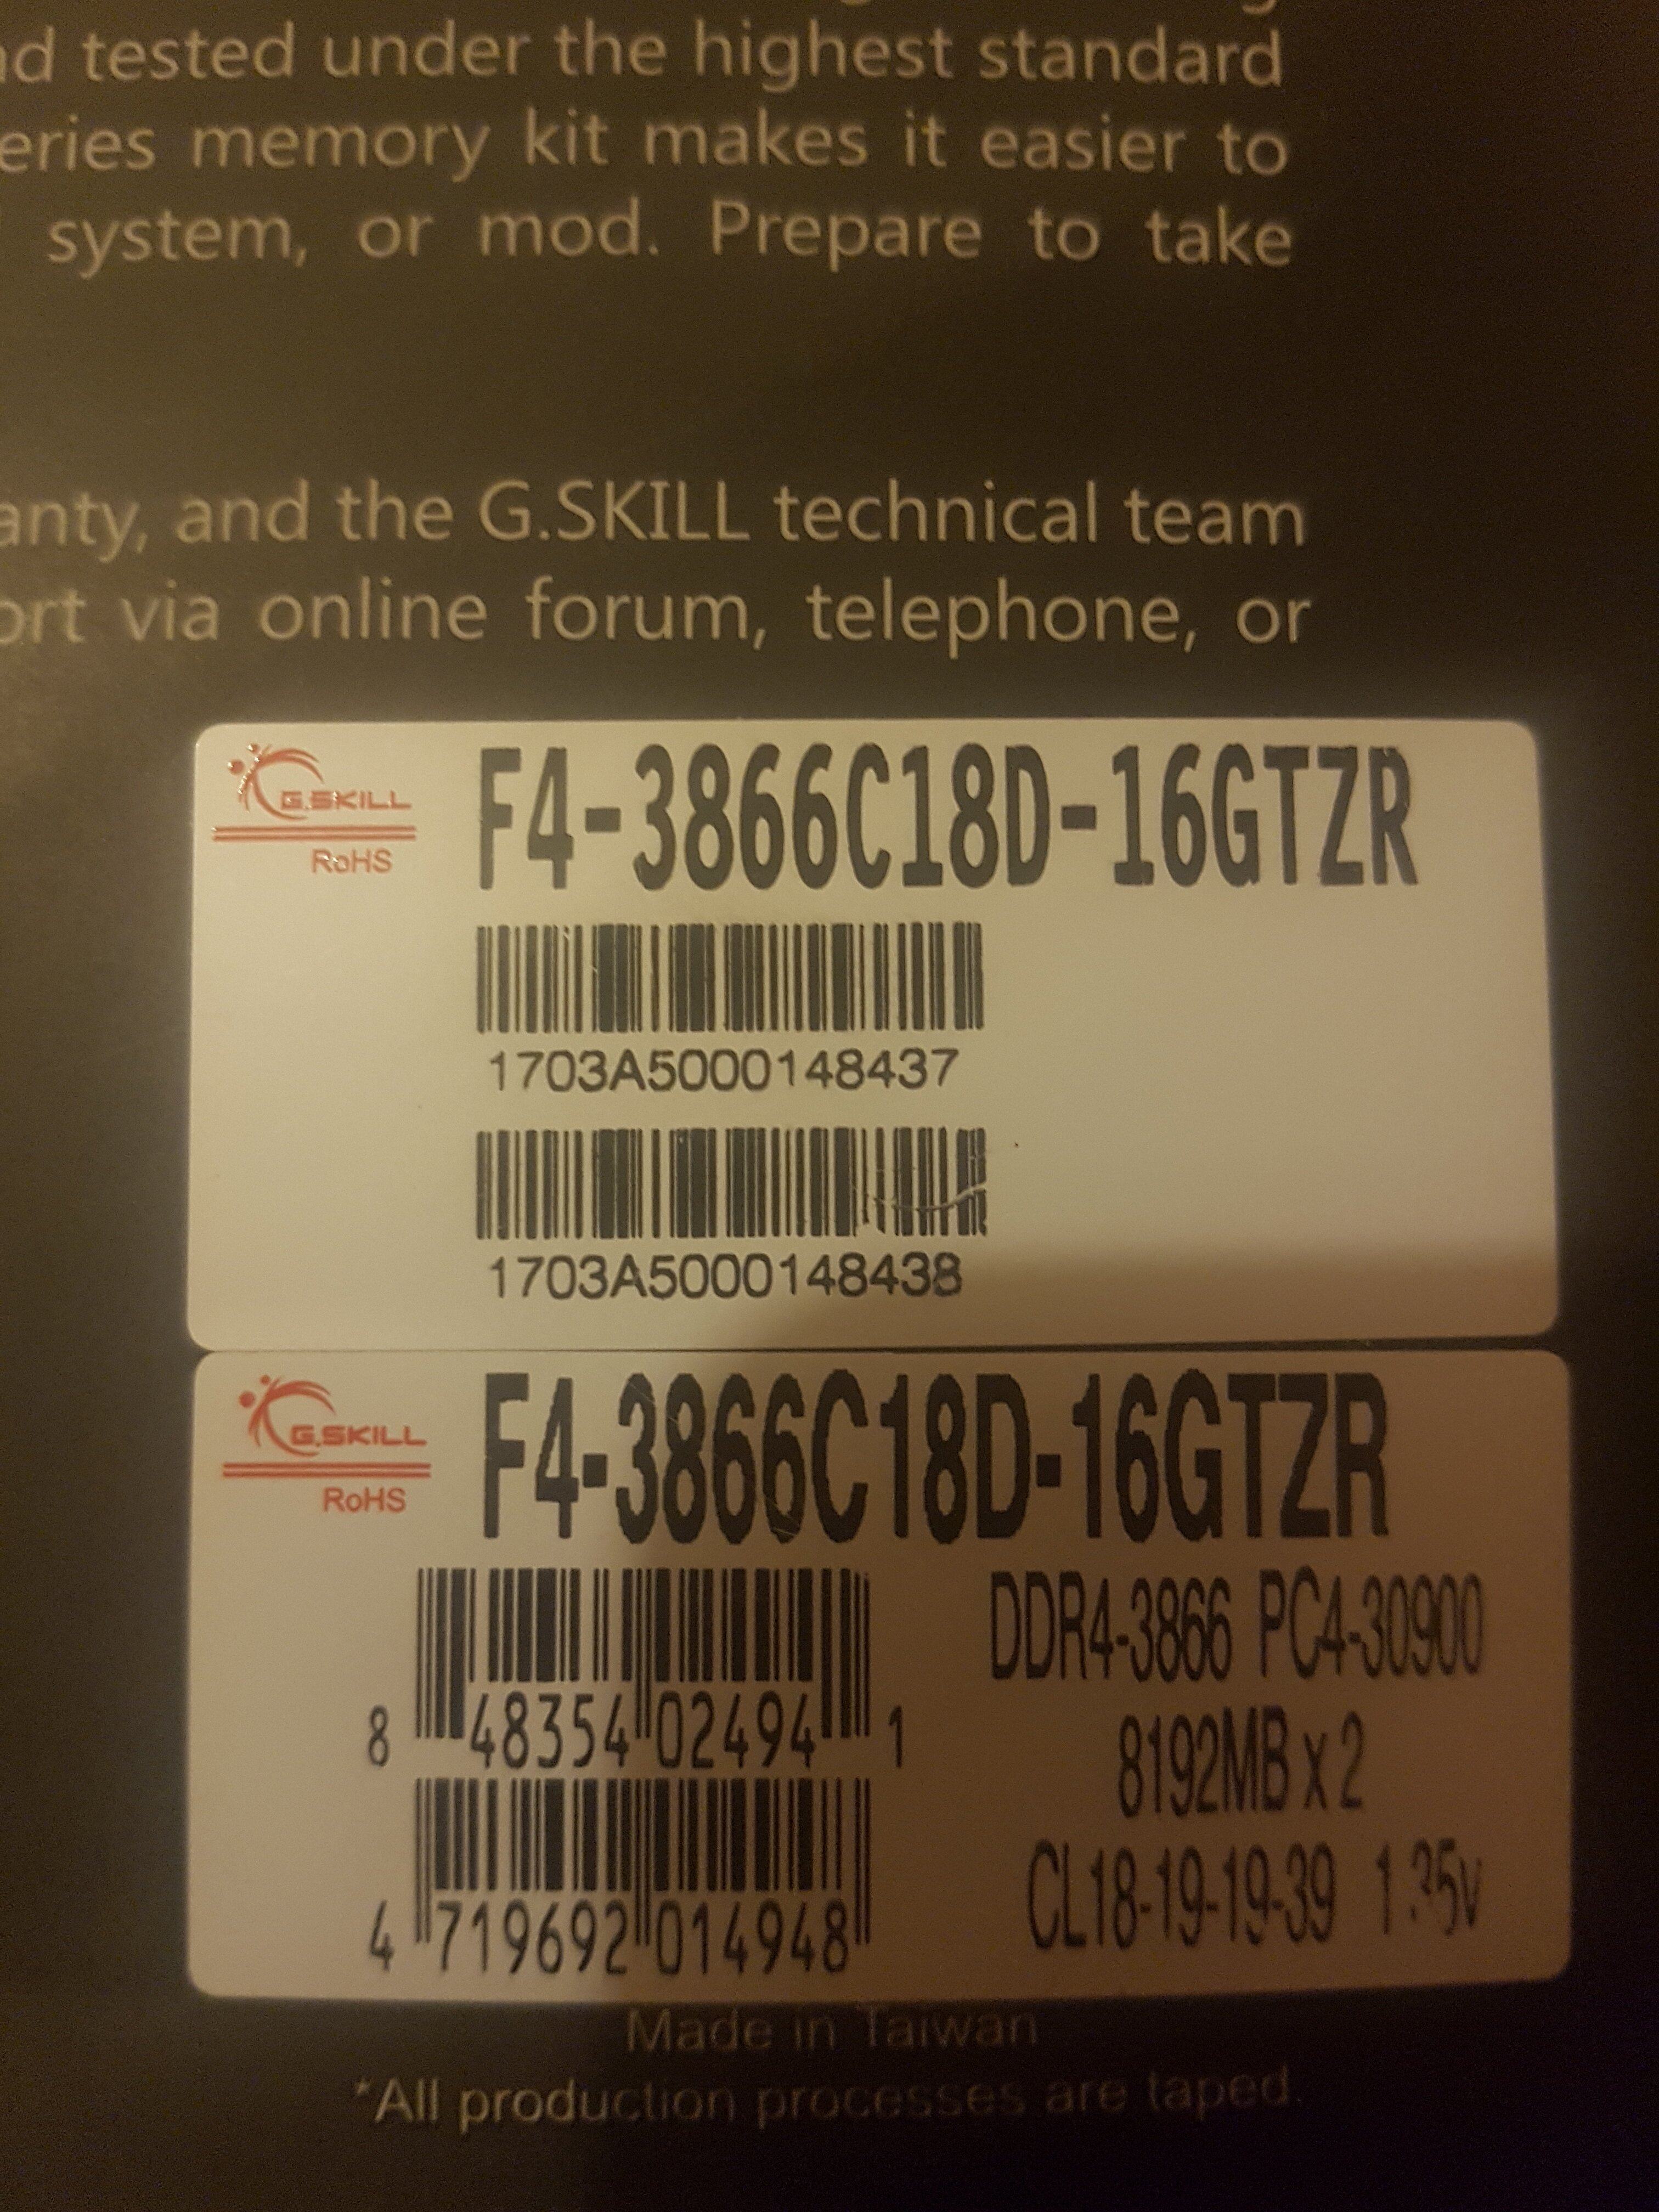 nd tested under the highest standard
eries memory kit makes it easier to
system, or mod. Prepare to take
anty, and the G.SKILL technical team
ort via online forum, telephone, or
G.SKILL
RoHS
F4-3866C18D-16GTZR
1703A5000148437
1703A5000148438
G.SKILL
RoHS
F4-3866C18D-16GTZR
8 48354 02494 1
4 719692 014948
DDR4-3866 PC4-30900
8192MB x 2
CL18-19-19-39 1.35v
Made in Taiwan
*All production processes are taped.